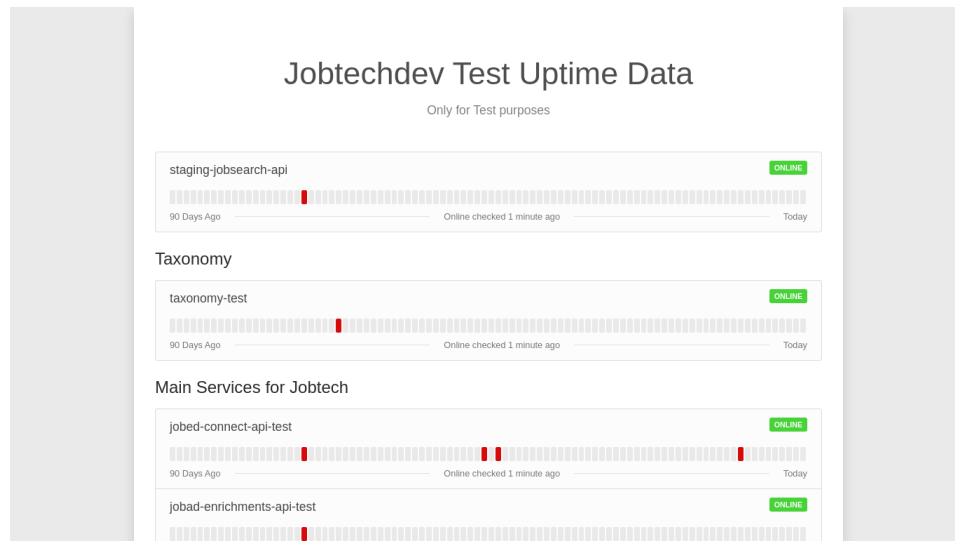 Jobtechdev Test Uptime Data
Only for Test purposes
staging-jobsearch-api
ONLINE
90 Days Ago
Online checked 1 minute ago
Today
Taxonomy
taxonomy-test
ONLINE
90 Days Ago
Online checked 1 minute ago
Today
Main Services for Jobtech
jobed-connect-api-test
ONLINE
90 Days Ago
Online checked 1 minute ago
Today
jobad-enrichments-api-test
ONLINE